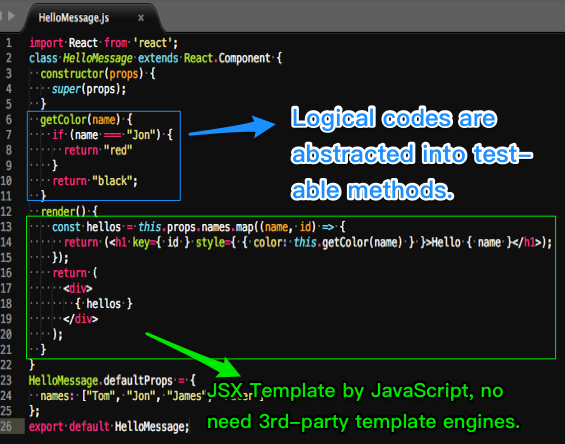 HelloMessage.js ×
1 import React from 'react';
2 class HelloMessage extends React.Component {
3 constructor(props) {
4 super(props);
5 }
6 getColor(name) {
7 if (name === "Jon") {
8 return "red"
9 }
10 return "black";
11 }
Logical codes are
abstracted into test-
able methods.
12 render() {
13 const hellos = this.props.names.map((name, id) => {
14 return (<h1 key={ id } style={ { color: this.getColor(name) } }>Hello { name }</h1>);
15 });
16 return (
17 <div>
18 { hellos }
19 </div>
20 );
21 }
22 }
23 HelloMessage.defaultProps = {
24 names: ["Tom", "Jon", "James",
25 };
26 export default HelloMessage;
JSX Template by JavaScript, no
need 3rd-party template engines.